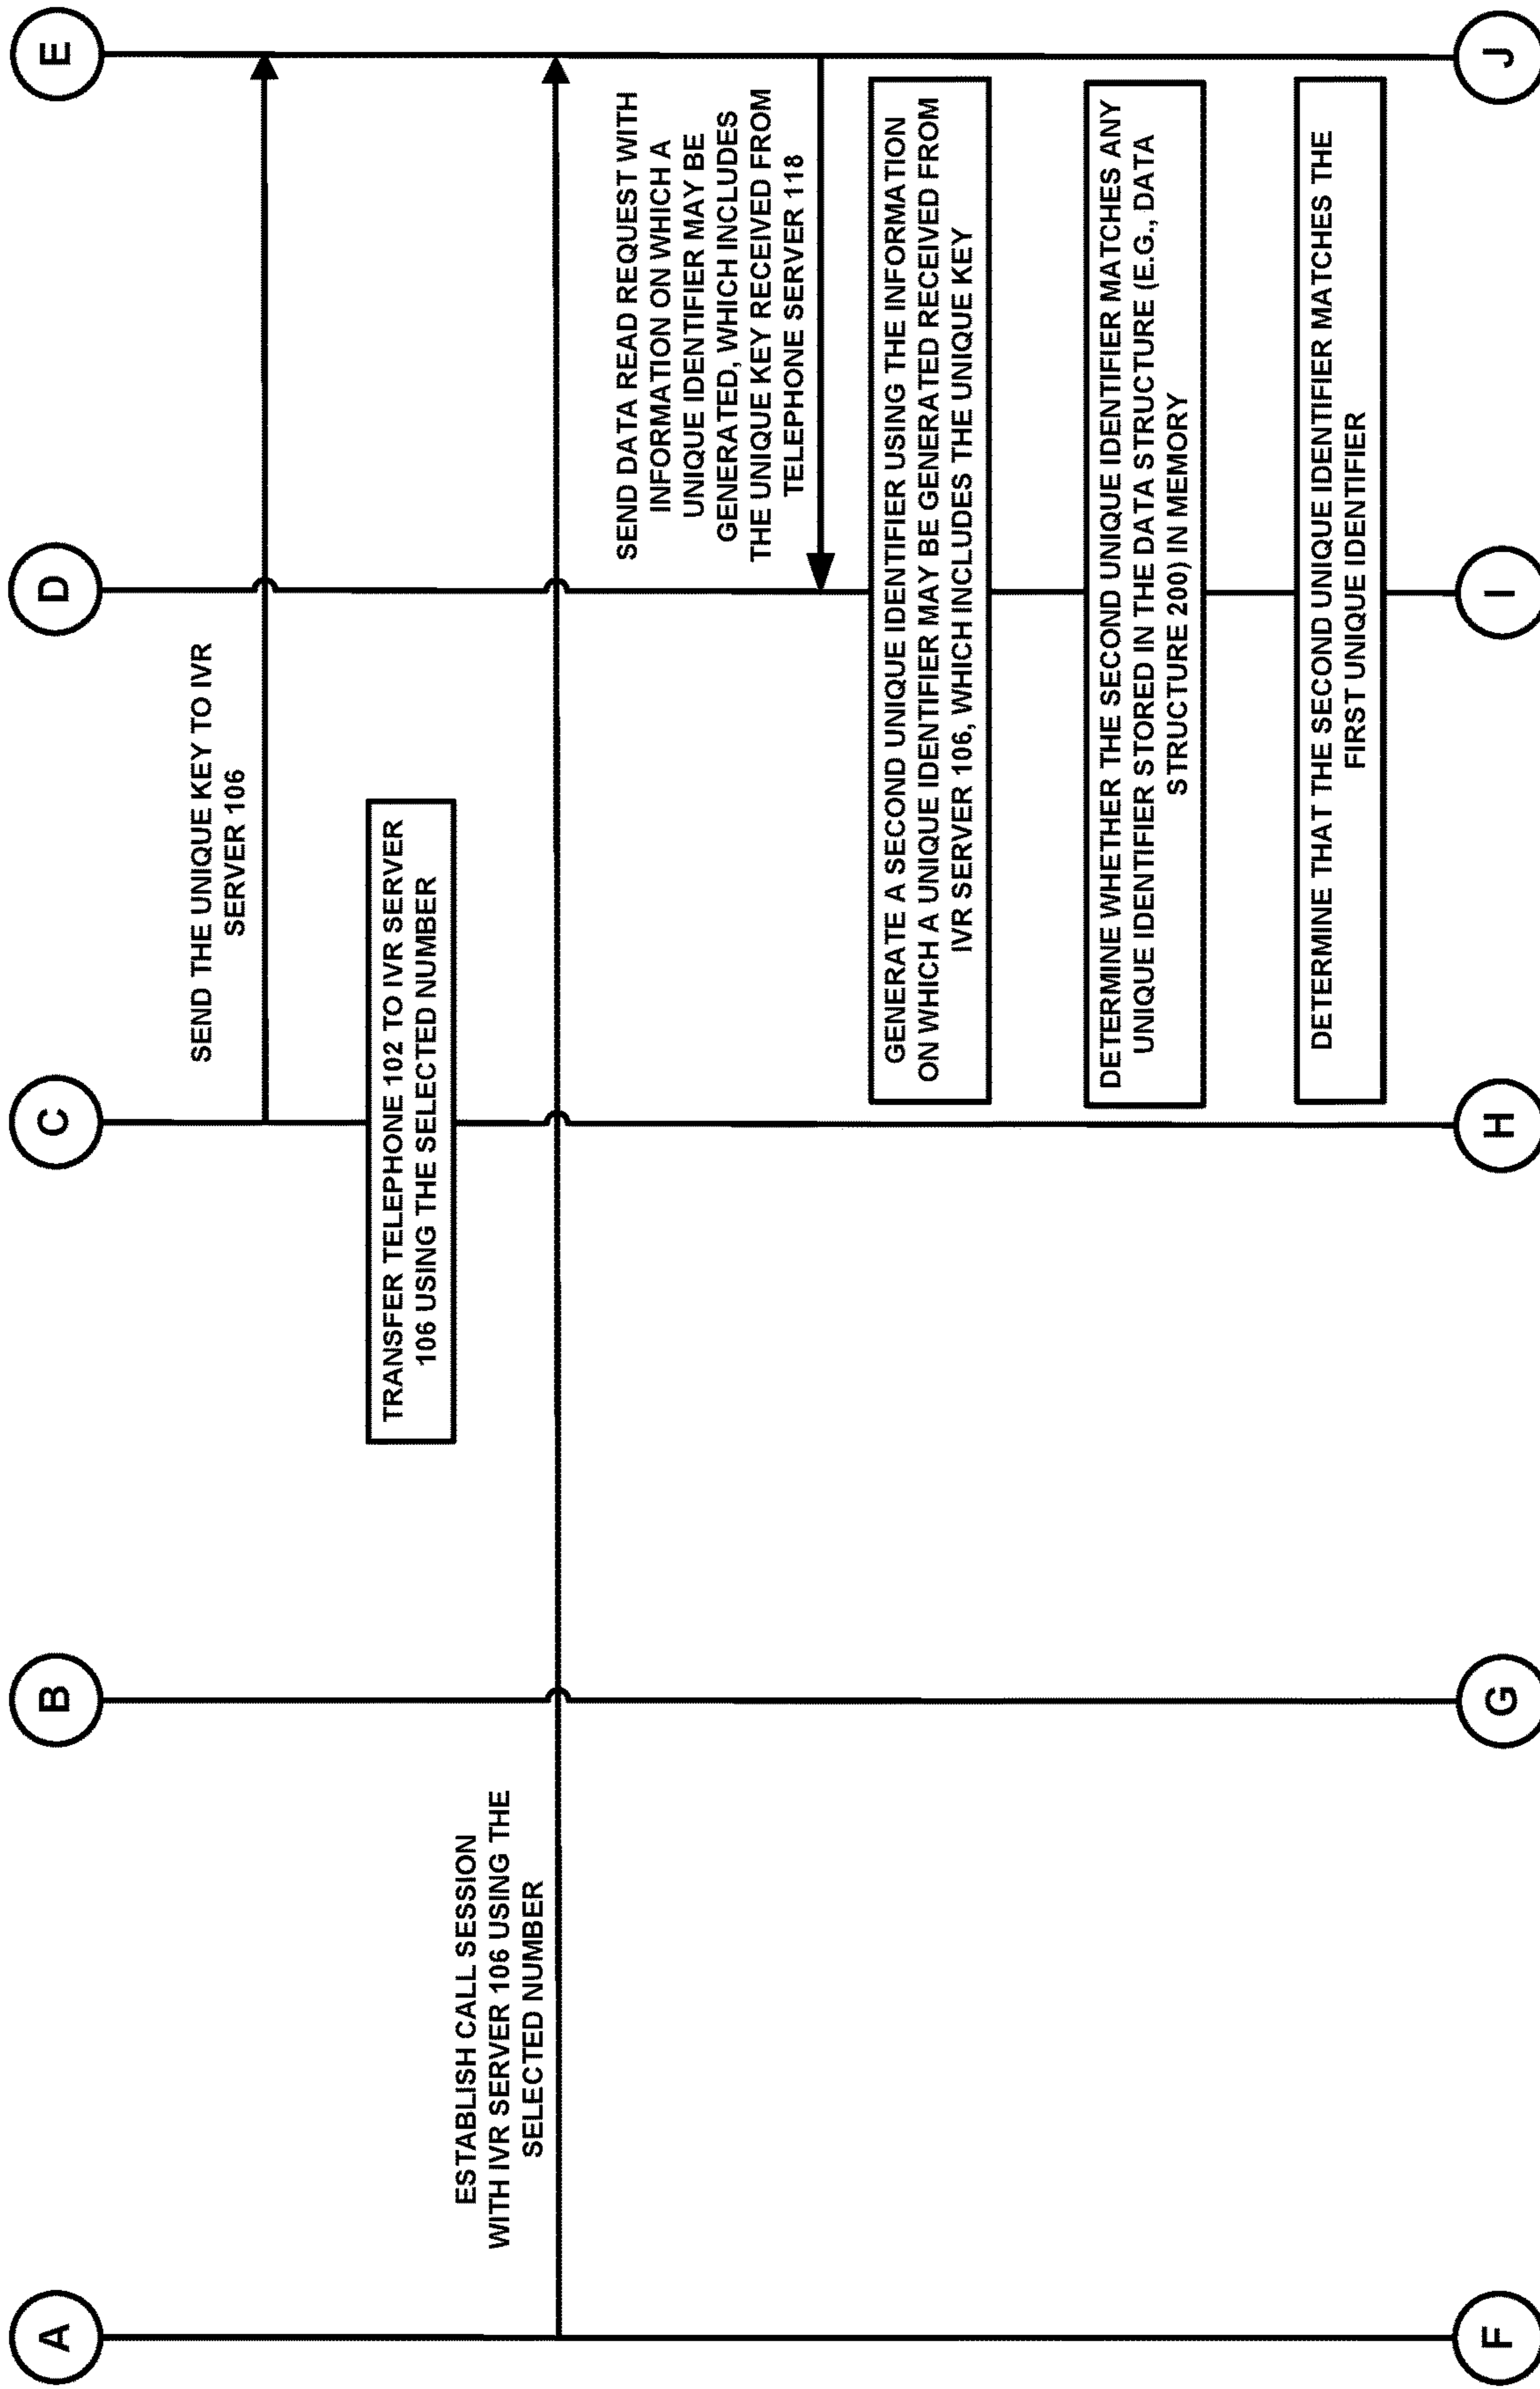 A
B
C
D
E
SEND THE UNIQUE KEY TO IVR
SERVER 106
TRANSFER TELEPHONE 102 TO IVR SERVER
106 USING THE SELECTED NUMBER
ESTABLISH CALL SESSION
WITH IVR SERVER 106 USING THE
SELECTED NUMBER
SEND DATA READ REQUEST WITH
INFORMATION ON WHICH A
UNIQUE IDENTIFIER MAY BE
GENERATED, WHICH INCLUDES
THE UNIQUE KEY RECEIVED FROM
TELEPHONE SERVER 118
GENERATE A SECOND UNIQUE IDENTIFIER USING THE INFORMATION
ON WHICH A UNIQUE IDENTIFIER MAY BE GENERATED RECEIVED FROM
IVR SERVER 106, WHICH INCLUDES THE UNIQUE KEY
DETERMINE WHETHER THE SECOND UNIQUE IDENTIFIER MATCHES ANY
UNIQUE IDENTIFIER STORED IN THE DATA STRUCTURE (E.G., DATA
STRUCTURE 200) IN MEMORY
DETERMINE THAT THE SECOND UNIQUE IDENTIFIER MATCHES THE
FIRST UNIQUE IDENTIFIER
F
G
H
I
J